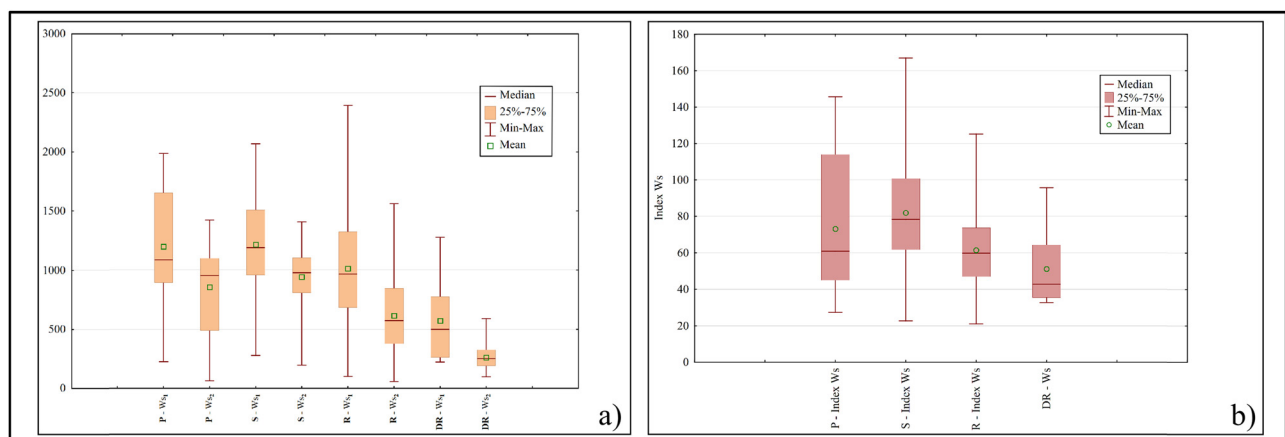 3000
2500
2000
1500
1000
500
0
Median
25%-75%
Min-Max
Mean
P - Ws₁
P - Ws₂
S - Ws₁
S - Ws₂
R - Ws₁
R - Ws₂
DR - Ws₁
DR - Ws₂
a)
180
160
140
120
100
80
60
40
20
0
Index Ws
Median
25%-75%
Min-Max
Mean
P - Index Ws
S - Index Ws
R - Index Ws
DR - Ws
b)